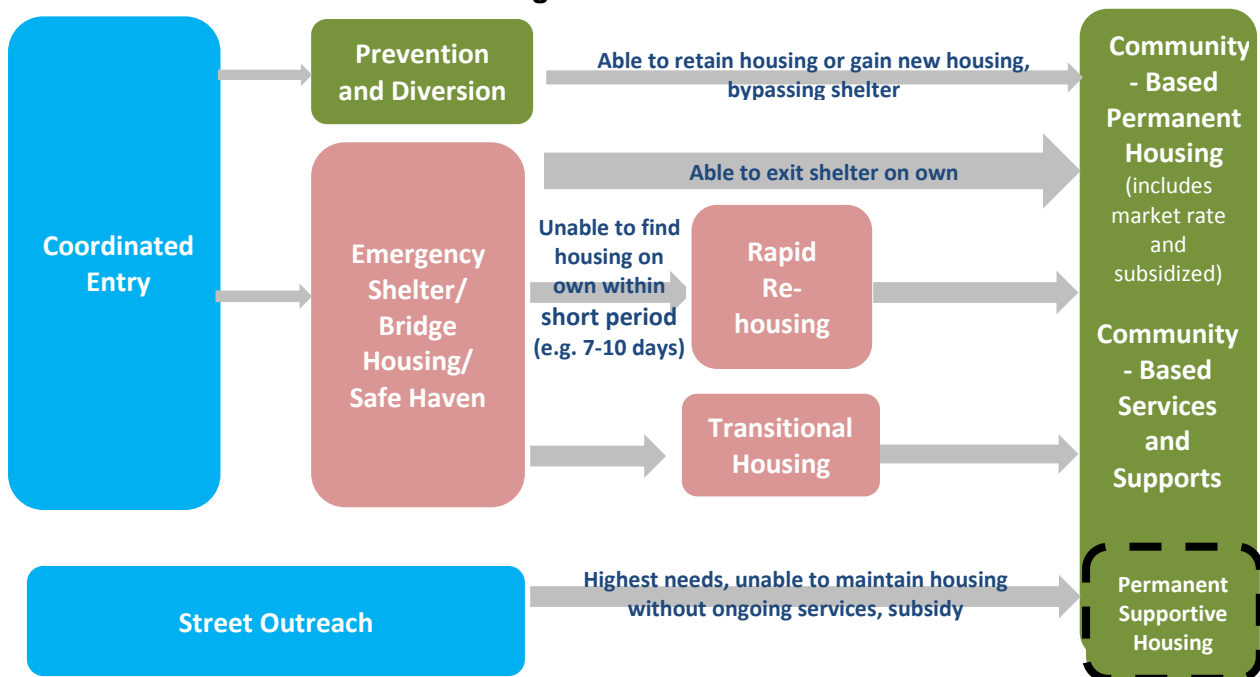 Coordinated
Entry
Prevention
and Diversion
Able to retain housing or gain new housing,
bypassing shelter
Emergency
Shelter/
Bridge
Housing/
Safe Haven
Able to exit shelter on own
Unable to find
housing on
own within
short period
(e.g. 7-10 days)
Rapid
Re-
housing
Transitional
Housing
Community
- Based
Permanent
Housing
(includes
market rate
and
subsidized)
Community
- Based
Services
and
Supports
Street Outreach
Highest needs, unable to maintain housing
without ongoing services, subsidy
Permanent
Supportive
Housing